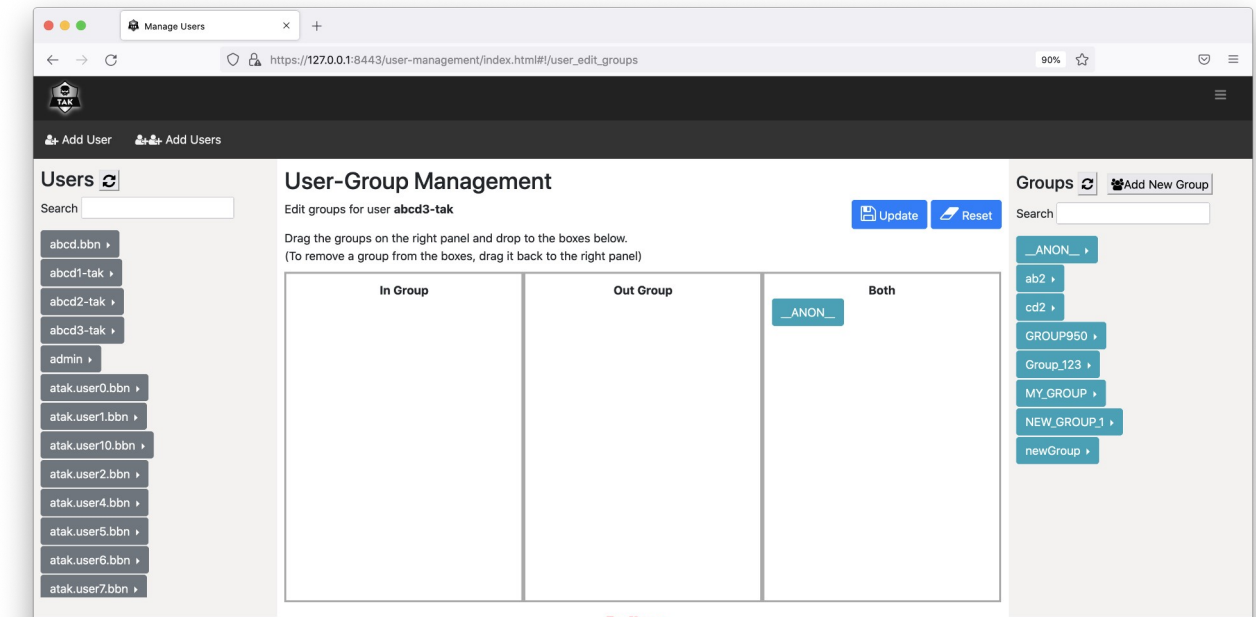 Manage Users
https://127.0.0.1:8443/user-management/index.html#!/user_edit_groups
90%
TAK
Add User
Add Users
Users
Search
abcd.bbn
abcd1-tak
abcd2-tak
abcd3-tak
admin
atak.user0.bbn
atak.user1.bbn
atak.user10.bbn
atak.user2.bbn
atak.user4.bbn
atak.user5.bbn
atak.user6.bbn
atak.user7.bbn
User-Group Management
Edit groups for user abcd3-tak
Update
Reset
Drag the groups on the right panel and drop to the boxes below.
(To remove a group from the boxes, drag it back to the right panel)
In Group
Out Group
Both
__ANON__
Groups
Add New Group
Search
__ANON__
ab2
cd2
GROUP950
Group_123
MY_GROUP
NEW_GROUP_1
newGroup